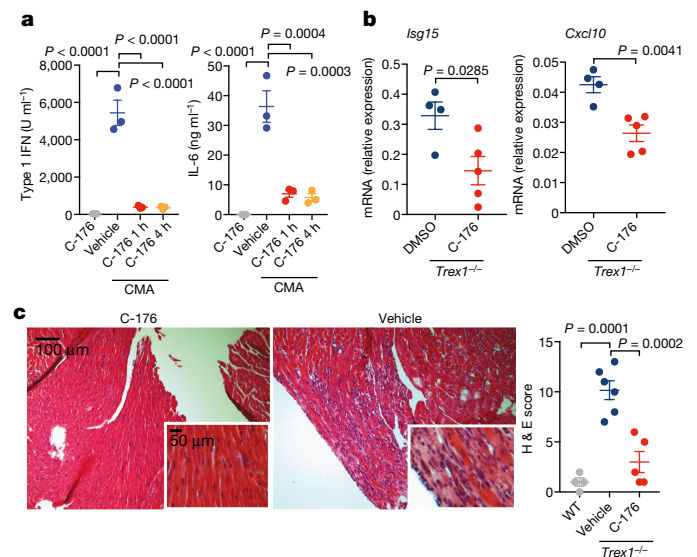 a
P < 0.0001
P < 0.0001
P < 0.0001
Type 1 IFN (U ml⁻¹)
6,000
4,000
2,000
0
C-176
Vehicle
C-176 1 h
C-176 4 h
CMA
P < 0.0001
P = 0.0004
P = 0.0003
IL-6 (ng ml⁻¹)
50
40
30
20
10
0
C-176
Vehicle
C-176 1 h
C-176 4 h
CMA
b
Isg15
P = 0.0285
mRNA (relative expression)
0.5
0.4
0.3
0.2
0.1
0
DMSO
C-176
Trex1⁻/⁻
Cxcl10
P = 0.0041
mRNA (relative expression)
0.05
0.04
0.03
0.02
0.01
0
DMSO
C-176
Trex1⁻/⁻
c
C-176
100 μm
50 μm
Vehicle
P = 0.0001
P = 0.0002
H & E score
15
10
5
0
WT
Vehicle
C-176
Trex1⁻/⁻